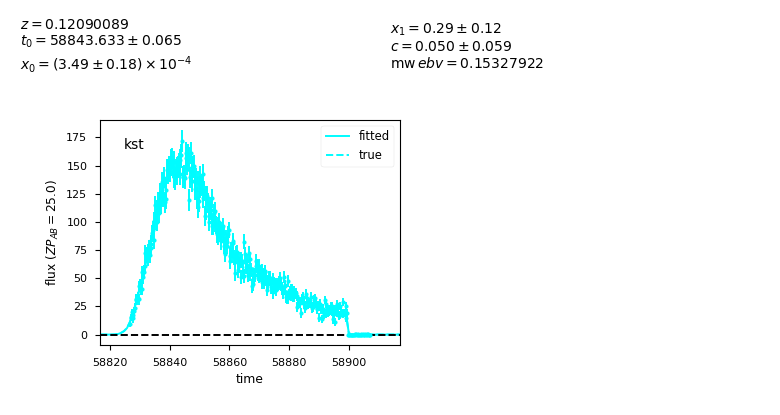 z = 0.12090089
t₀ = 58843.633 ± 0.065
x₀ = (3.49 ± 0.18) × 10⁻⁴
x₁ = 0.29 ± 0.12
c = 0.050 ± 0.059
mw ebv = 0.15327922
kst
fitted
true
175
150
125
100
75
50
25
0
flux (ZP_AB = 25.0)
58820 58840 58860 58880 58900
time